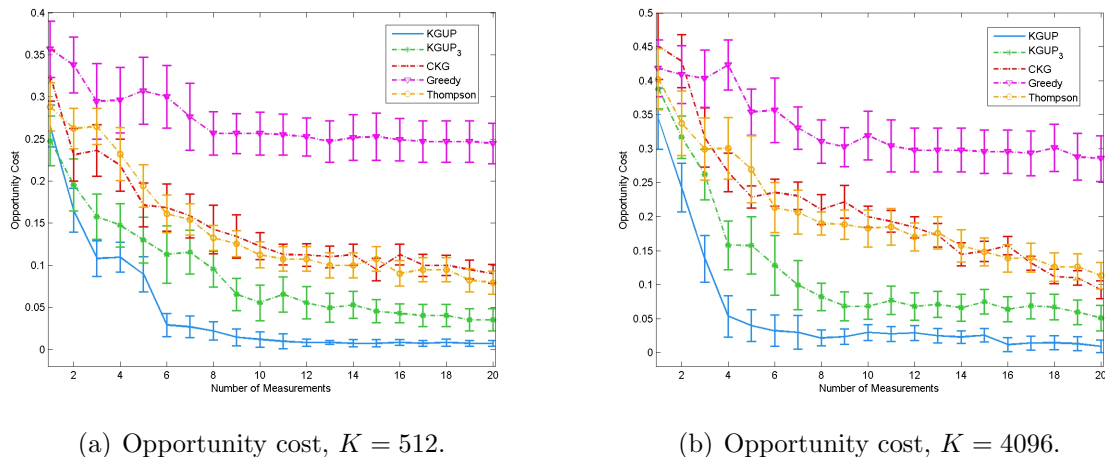 0.4
0.35
0.3
0.25
0.2
0.15
0.1
0.05
0
Opportunity Cost
KGUP
KGUP3
CKG
Greedy
Thompson
2 4 6 8 10 12 14 16 18 20
Number of Measurements
(a) Opportunity cost, K = 512.
0.5
0.45
0.4
0.35
0.3
0.25
0.2
0.15
0.1
0.05
0
Opportunity Cost
KGUP
KGUP3
CKG
Greedy
Thompson
2 4 6 8 10 12 14 16 18 20
Number of Measurements
(b) Opportunity cost, K = 4096.